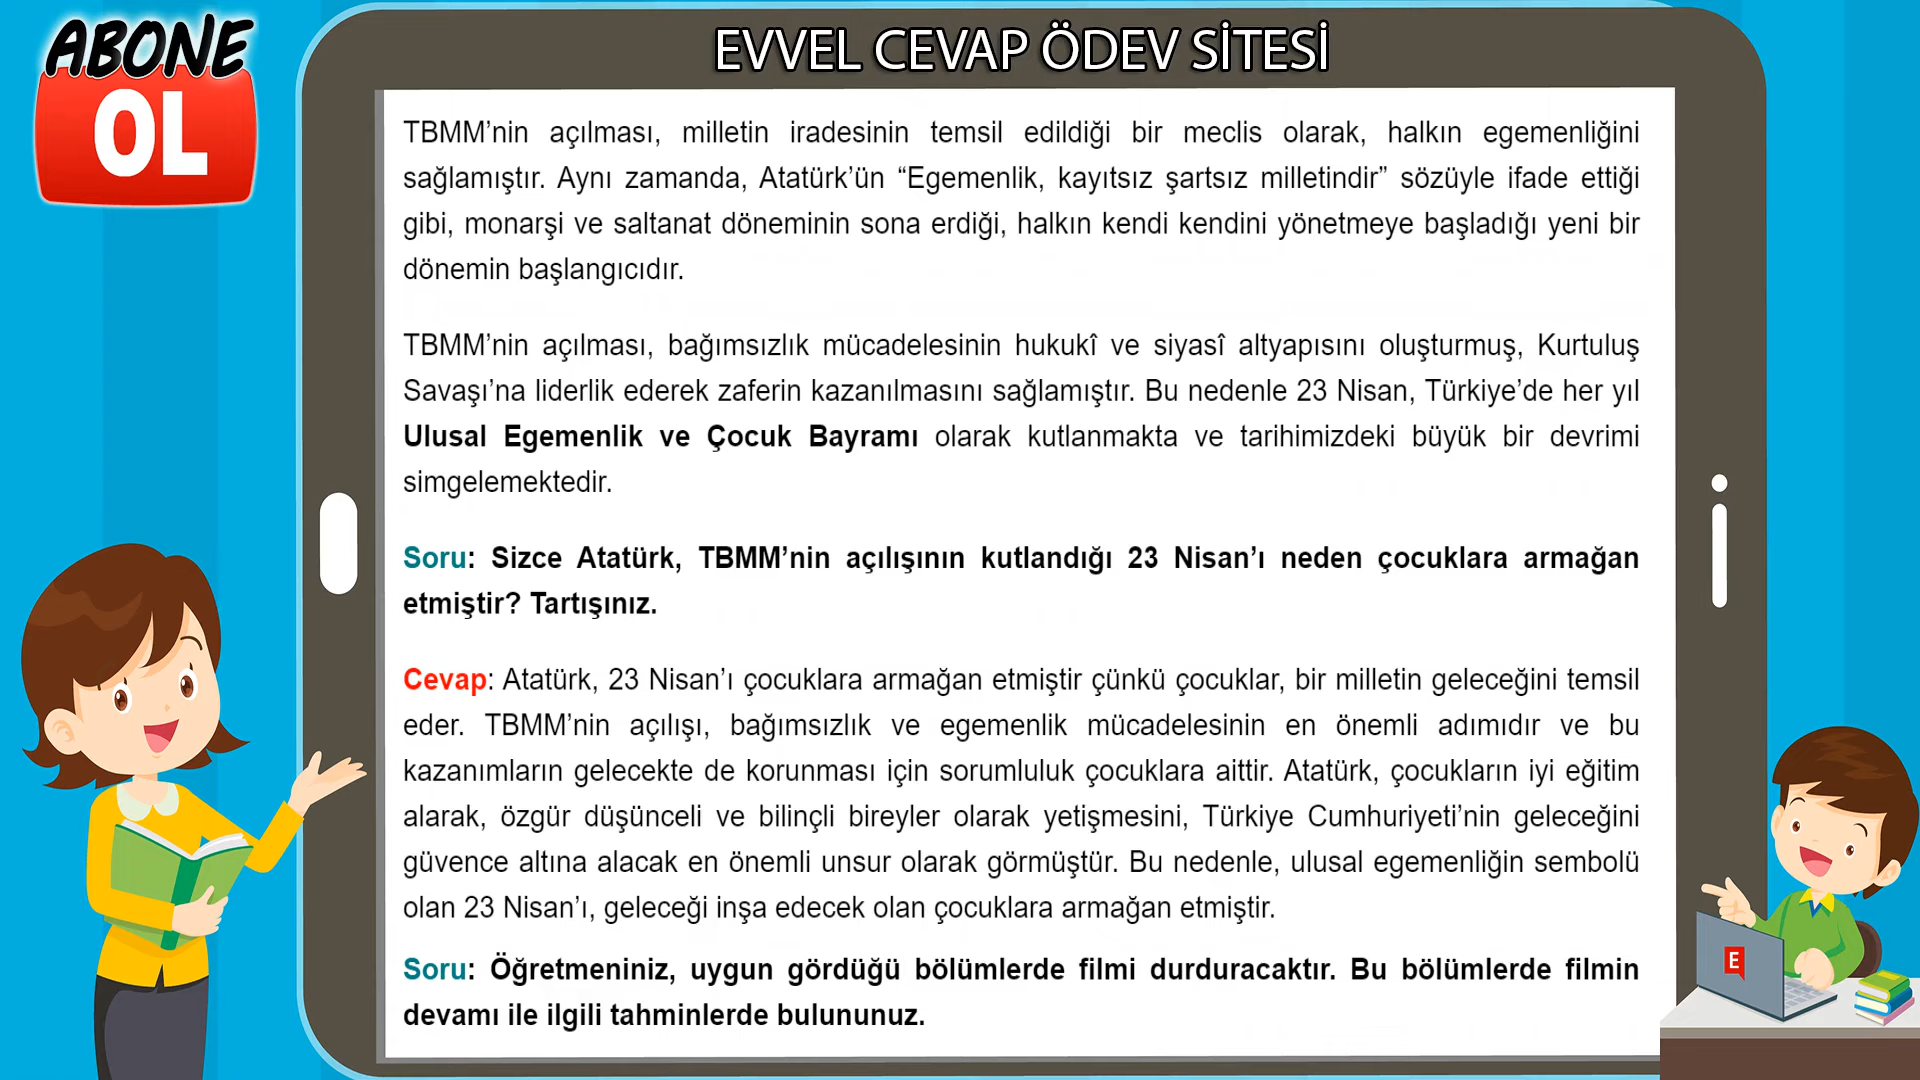 ABONE
OL
EVVEL CEVAP ÖDEV SİTESİ
TBMM’nin açılması, milletin iradesinin temsil edildiği bir meclis olarak, halkın egemenliğini
sağlamıştır. Aynı zamanda, Atatürk’ün “Egemenlik, kayıtsız şartsız milletindir” sözüyle ifade ettiği
gibi, monarşi ve saltanat döneminin sona erdiği, halkın kendi kendini yönetmeye başladığı yeni bir
dönemin başlangıcıdır.
TBMM’nin açılması, bağımsızlık mücadelesinin hukukî ve siyasî altyapısını oluşturmuş, Kurtuluş
Savaşı’na liderlik ederek zaferin kazanılmasını sağlamıştır. Bu nedenle 23 Nisan, Türkiye’de her yıl
Ulusal Egemenlik ve Çocuk Bayramı olarak kutlanmakta ve tarihimizdeki büyük bir devrimi
simgelemektedir.
Soru: Sizce Atatürk, TBMM’nin açılışının kutlandığı 23 Nisan’ı neden çocuklara armağan
etmiştir? Tartışınız.
Cevap: Atatürk, 23 Nisan’ı çocuklara armağan etmiştir çünkü çocuklar, bir milletin geleceğini temsil
eder. TBMM’nin açılışı, bağımsızlık ve egemenlik mücadelesinin en önemli adımıdır ve bu
kazanımların gelecekte de korunması için sorumluluk çocuklara aittir. Atatürk, çocukların iyi eğitim
alarak, özgür düşünceli ve bilinçli bireyler olarak yetişmesini, Türkiye Cumhuriyeti’nin geleceğini
güvence altına alacak en önemli unsur olarak görmüştür. Bu nedenle, ulusal egemenliğin sembolü
olan 23 Nisan’ı, geleceği inşa edecek olan çocuklara armağan etmiştir.
Soru: Öğretmeniniz, uygun gördüğü bölümlerde filmi durduracaktır. Bu bölümlerde filmin
devamı ile ilgili tahminlerde bulununuz.
E